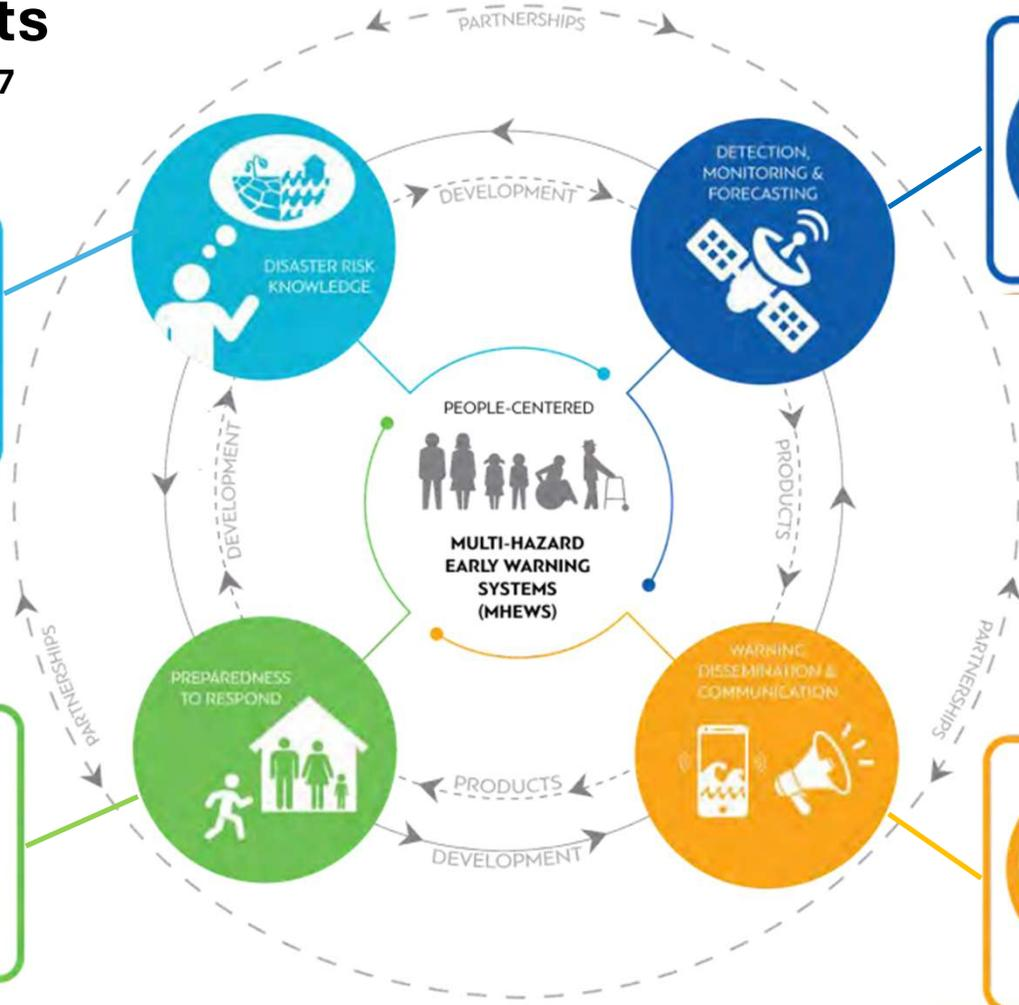 ts
7
PARTNERSHIPS
DEVELOPMENT
DETECTION,
MONITORING &
FORECASTING
DISASTER RISK
KNOWLEDGE
PEOPLE-CENTERED
MULTI-HAZARD
EARLY WARNING
SYSTEMS
(MHEWS)
DEVELOPMENT
PRODUCTS
PARTNERSHIPS
PARTNERSHIPS
PREPAREDNESS
TO RESPOND
WARNING
DISSEMINATION &
COMMUNICATION
PRODUCTS
DEVELOPMENT